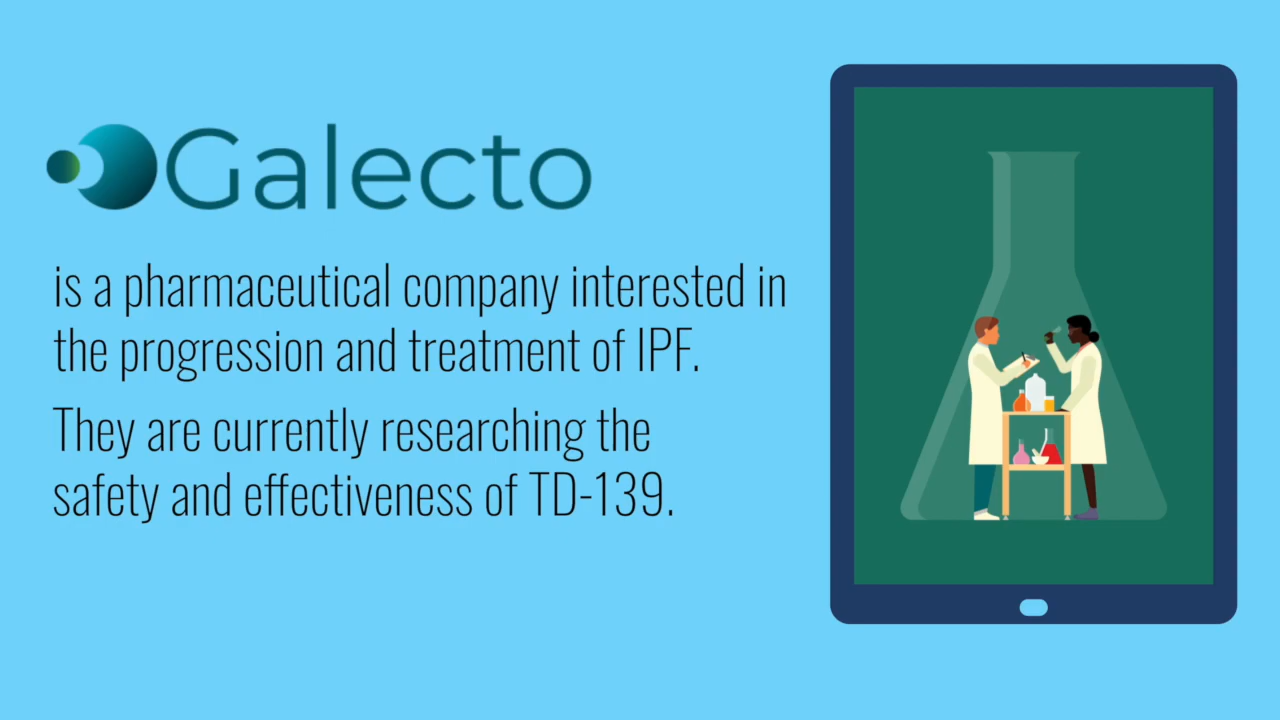 Galecto
is a pharmaceutical company interested in
the progression and treatment of IPF.
They are currently researching the
safety and effectiveness of TD-139.